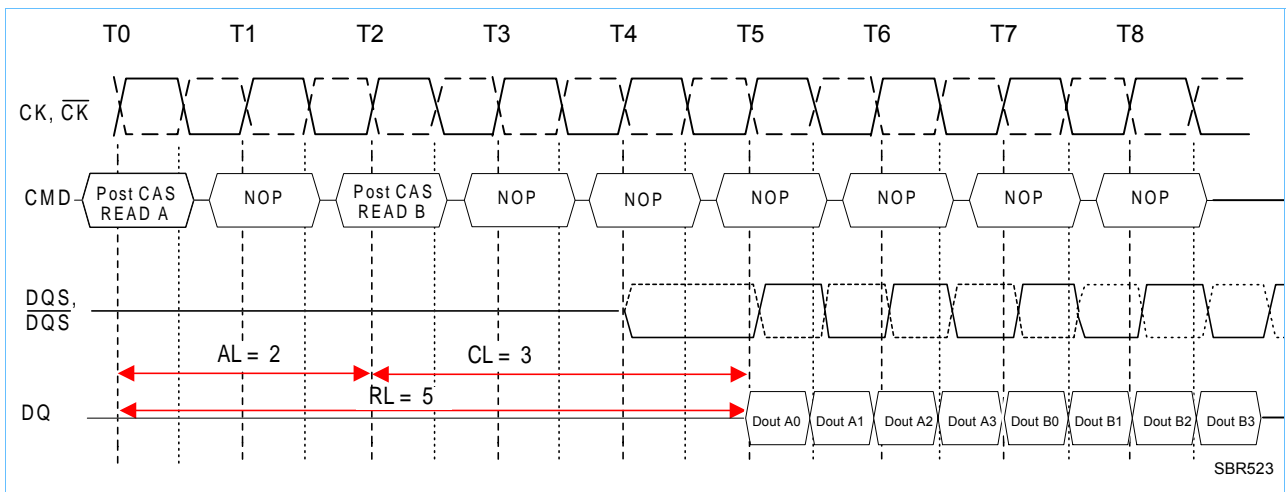 T0 T1 T2 T3 T4 T5 T6 T7 T8
CK, CK
CMD
Post CAS
READ A
NOP
Post CAS
READ B
NOP
NOP
NOP
NOP
NOP
NOP
DQS,
DQS
AL = 2
CL = 3
RL = 5
DQ
Dout A0 Dout A1 Dout A2 Dout A3 Dout B0 Dout B1 Dout B2 Dout B3
SBR523